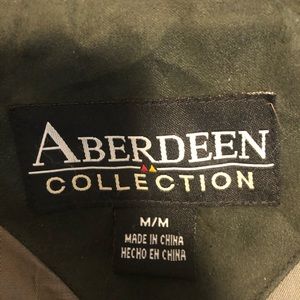 ABERDEEN
COLLECTION
M/M
MADE IN CHINA
HECHO EN CHINA